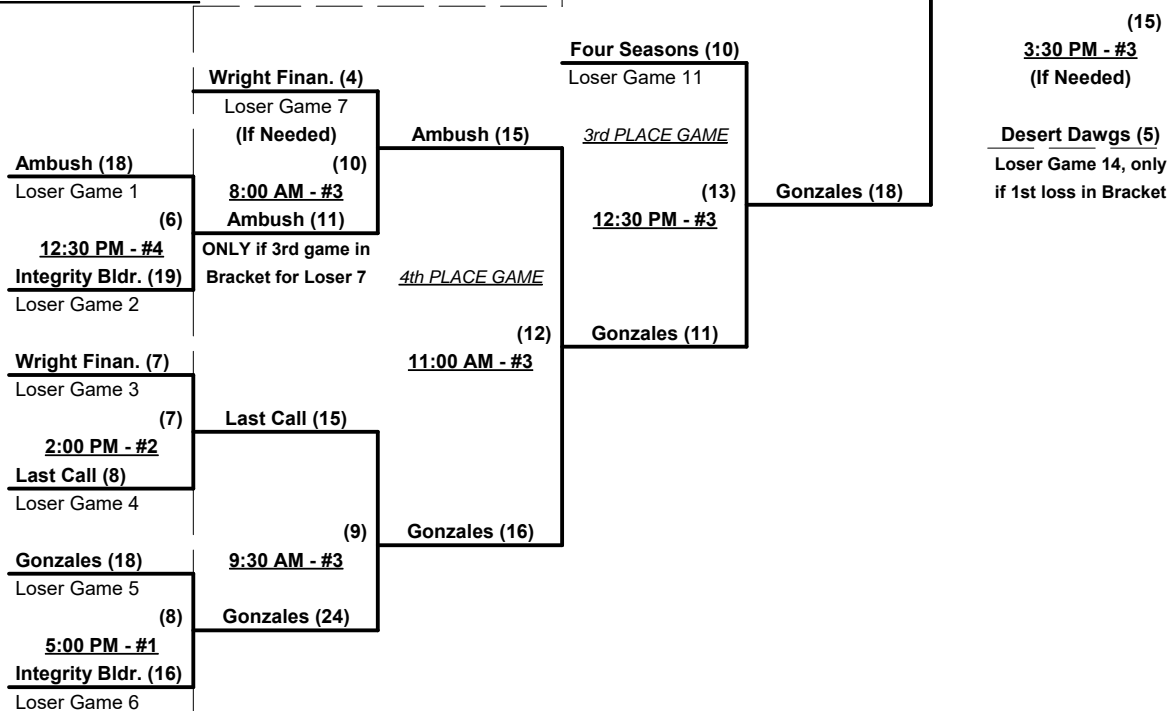 (15)
3:30 PM - #3
(If Needed)
Four Seasons (10)
Loser Game 11
Wright Finan. (4)
Loser Game 7
(If Needed)
(10)
8:00 AM - #3
Ambush (11)
ONLY if 3rd game in
Bracket for Loser 7
Ambush (15)
3rd PLACE GAME
(13)
12:30 PM - #3
Gonzales (18)
Desert Dawgs (5)
Loser Game 14, only
if 1st loss in Bracket
Ambush (18)
Loser Game 1
(6)
12:30 PM - #4
Integrity Bldr. (19)
Loser Game 2
4th PLACE GAME
(12)
11:00 AM - #3
Gonzales (11)
Wright Finan. (7)
Loser Game 3
(7)
2:00 PM - #2
Last Call (8)
Loser Game 4
Last Call (15)
(9)
9:30 AM - #3
Gonzales (16)
Gonzales (18)
Loser Game 5
(8)
5:00 PM - #1
Integrity Bldr. (16)
Loser Game 6
Gonzales (24)